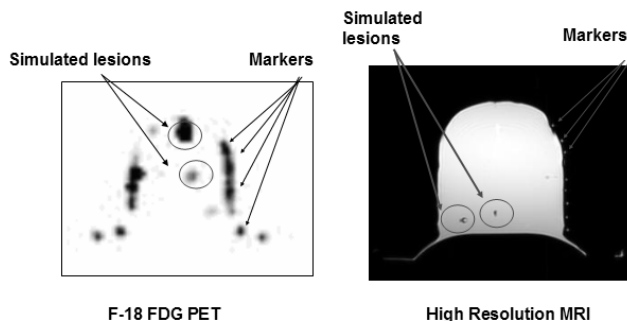 Simulated lesions
Markers
Simulated
lesions
Markers
F-18 FDG PET
High Resolution MRI